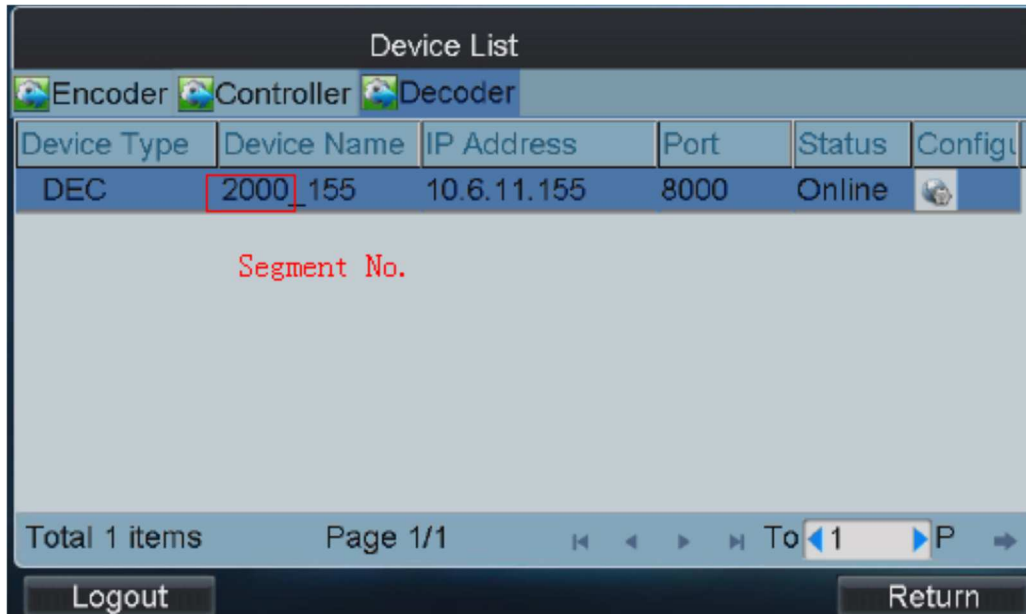 Device List
Encoder Controller Decoder
Device Type Device Name IP Address Port Status Configu
DEC 2000_155 10.6.11.155 8000 Online
Segment No.
Total 1 items Page 1/1 To 1 P
Logout Return